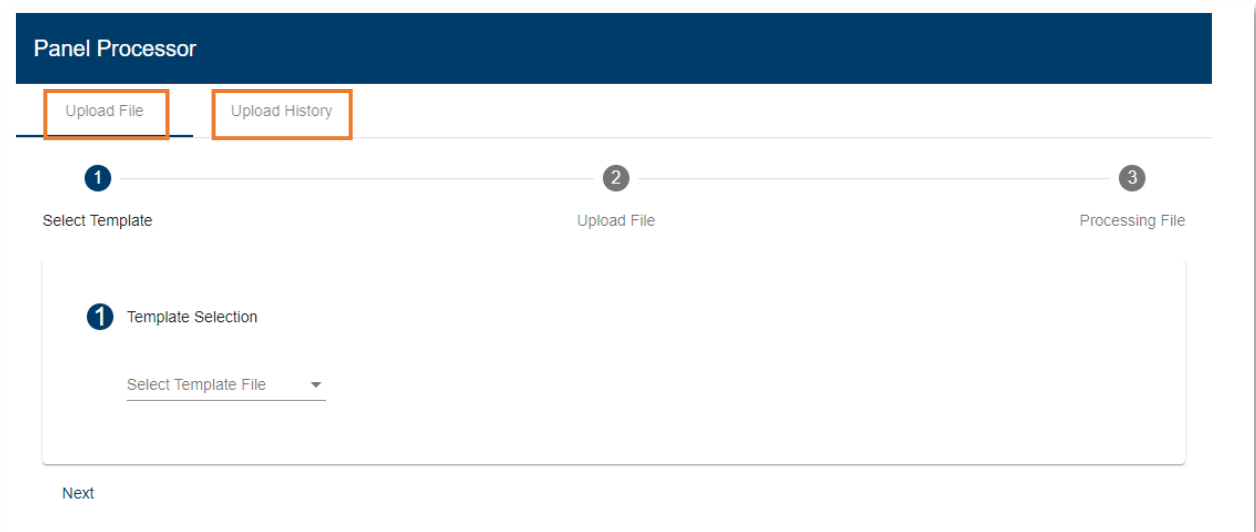 Panel Processor
Upload File Upload History
1 2 3
Select Template Upload File Processing File
1 Template Selection
Select Template File
Next